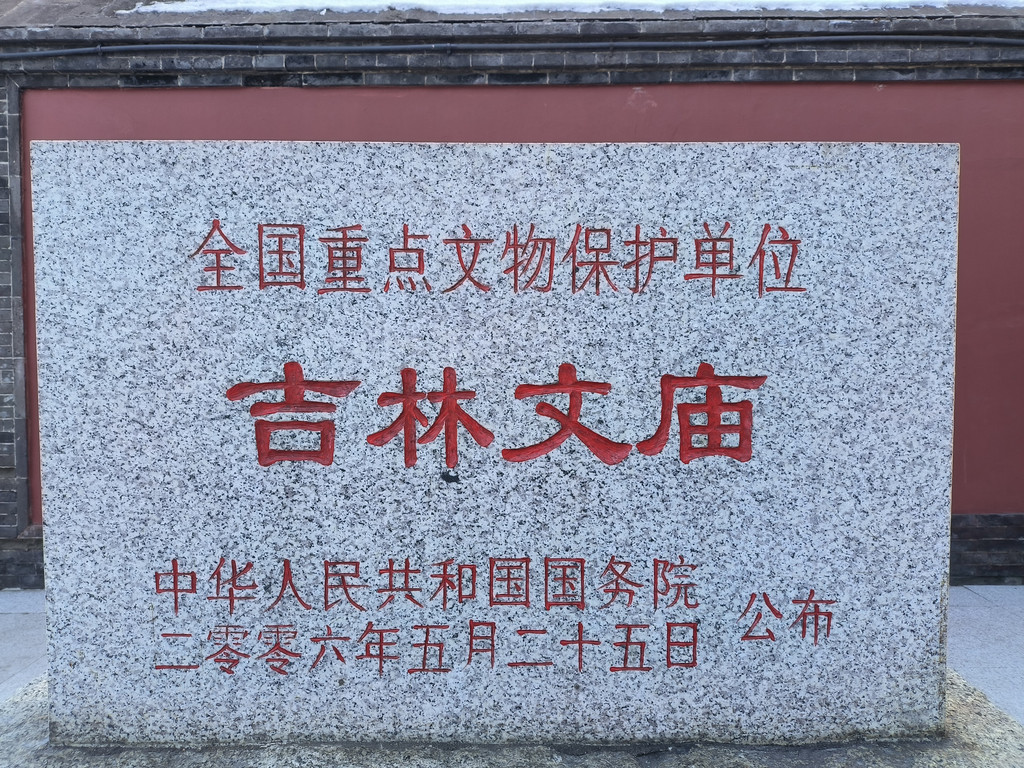 全国重点文物保护单位
吉林文庙
中华人民共和国国务院
二零零六年五月二十五日
公布